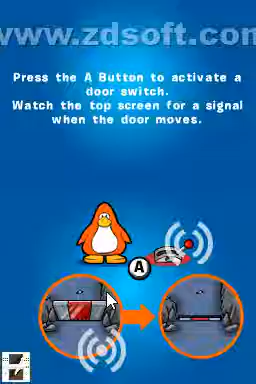 www.zdsoft.com
Press the A Button to activate a
door switch.
Watch the top screen for a signal
when the door moves.
A